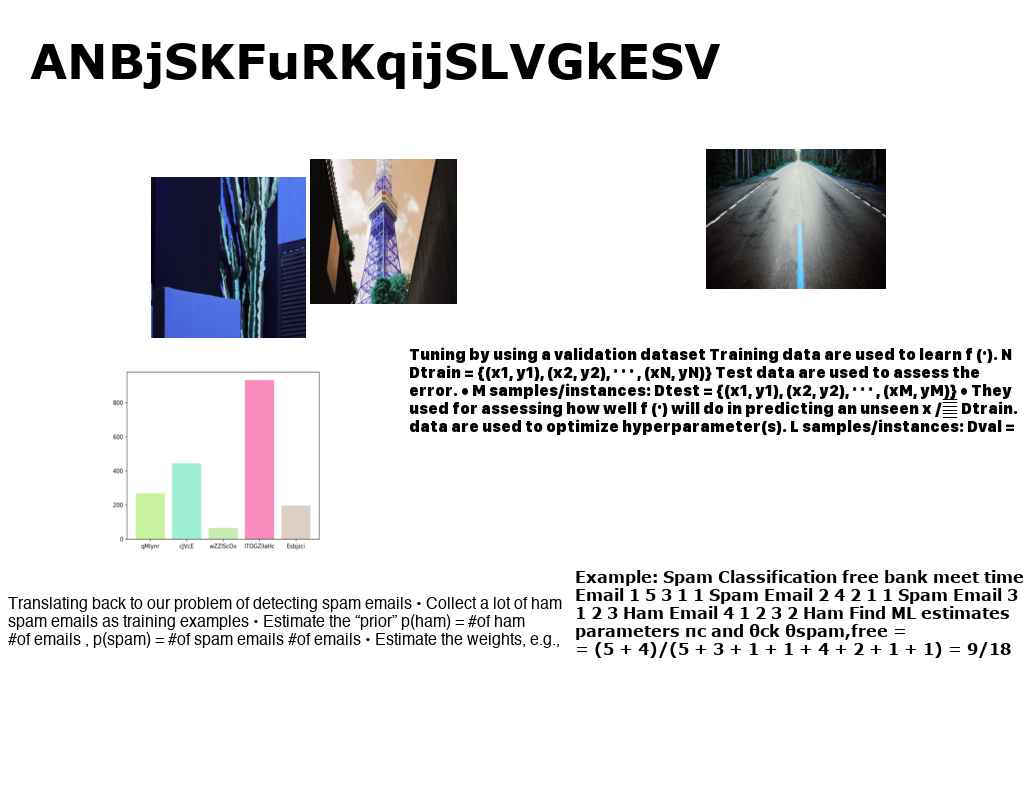 ANBjSKFuRKqijSLVGkESV
Tuning by using a validation dataset Training data are used to learn f (·). N
Dtrain = {(x1, y1), (x2, y2), · · · , (xN, yN)} Test data are used to assess the
error. • M samples/instances: Dtest = {(x1, y1), (x2, y2), · · · , (xM, yM)} • They
used for assessing how well f (·) will do in predicting an unseen x / Dtrain.
data are used to optimize hyperparameter(s). L samples/instances: Dval =
800
600
400
200
0
qMlynr cJVcE wZZlScOx Esbjzci
Example: Spam Classification free bank meet time
Email 1 5 3 1 1 Spam Email 2 4 2 1 1 Spam Email 3
1 2 3 Ham Email 4 1 2 3 2 Ham Find ML estimates
parameters πc and θck θspam,free =
= (5 + 4)/(5 + 3 + 1 + 1 + 4 + 2 + 1 + 1) = 9/18
Translating back to our problem of detecting spam emails • Collect a lot of ham
spam emails as training examples • Estimate the “prior” p(ham) = #of ham
#of emails , p(spam) = #of spam emails #of emails • Estimate the weights, e.g.,